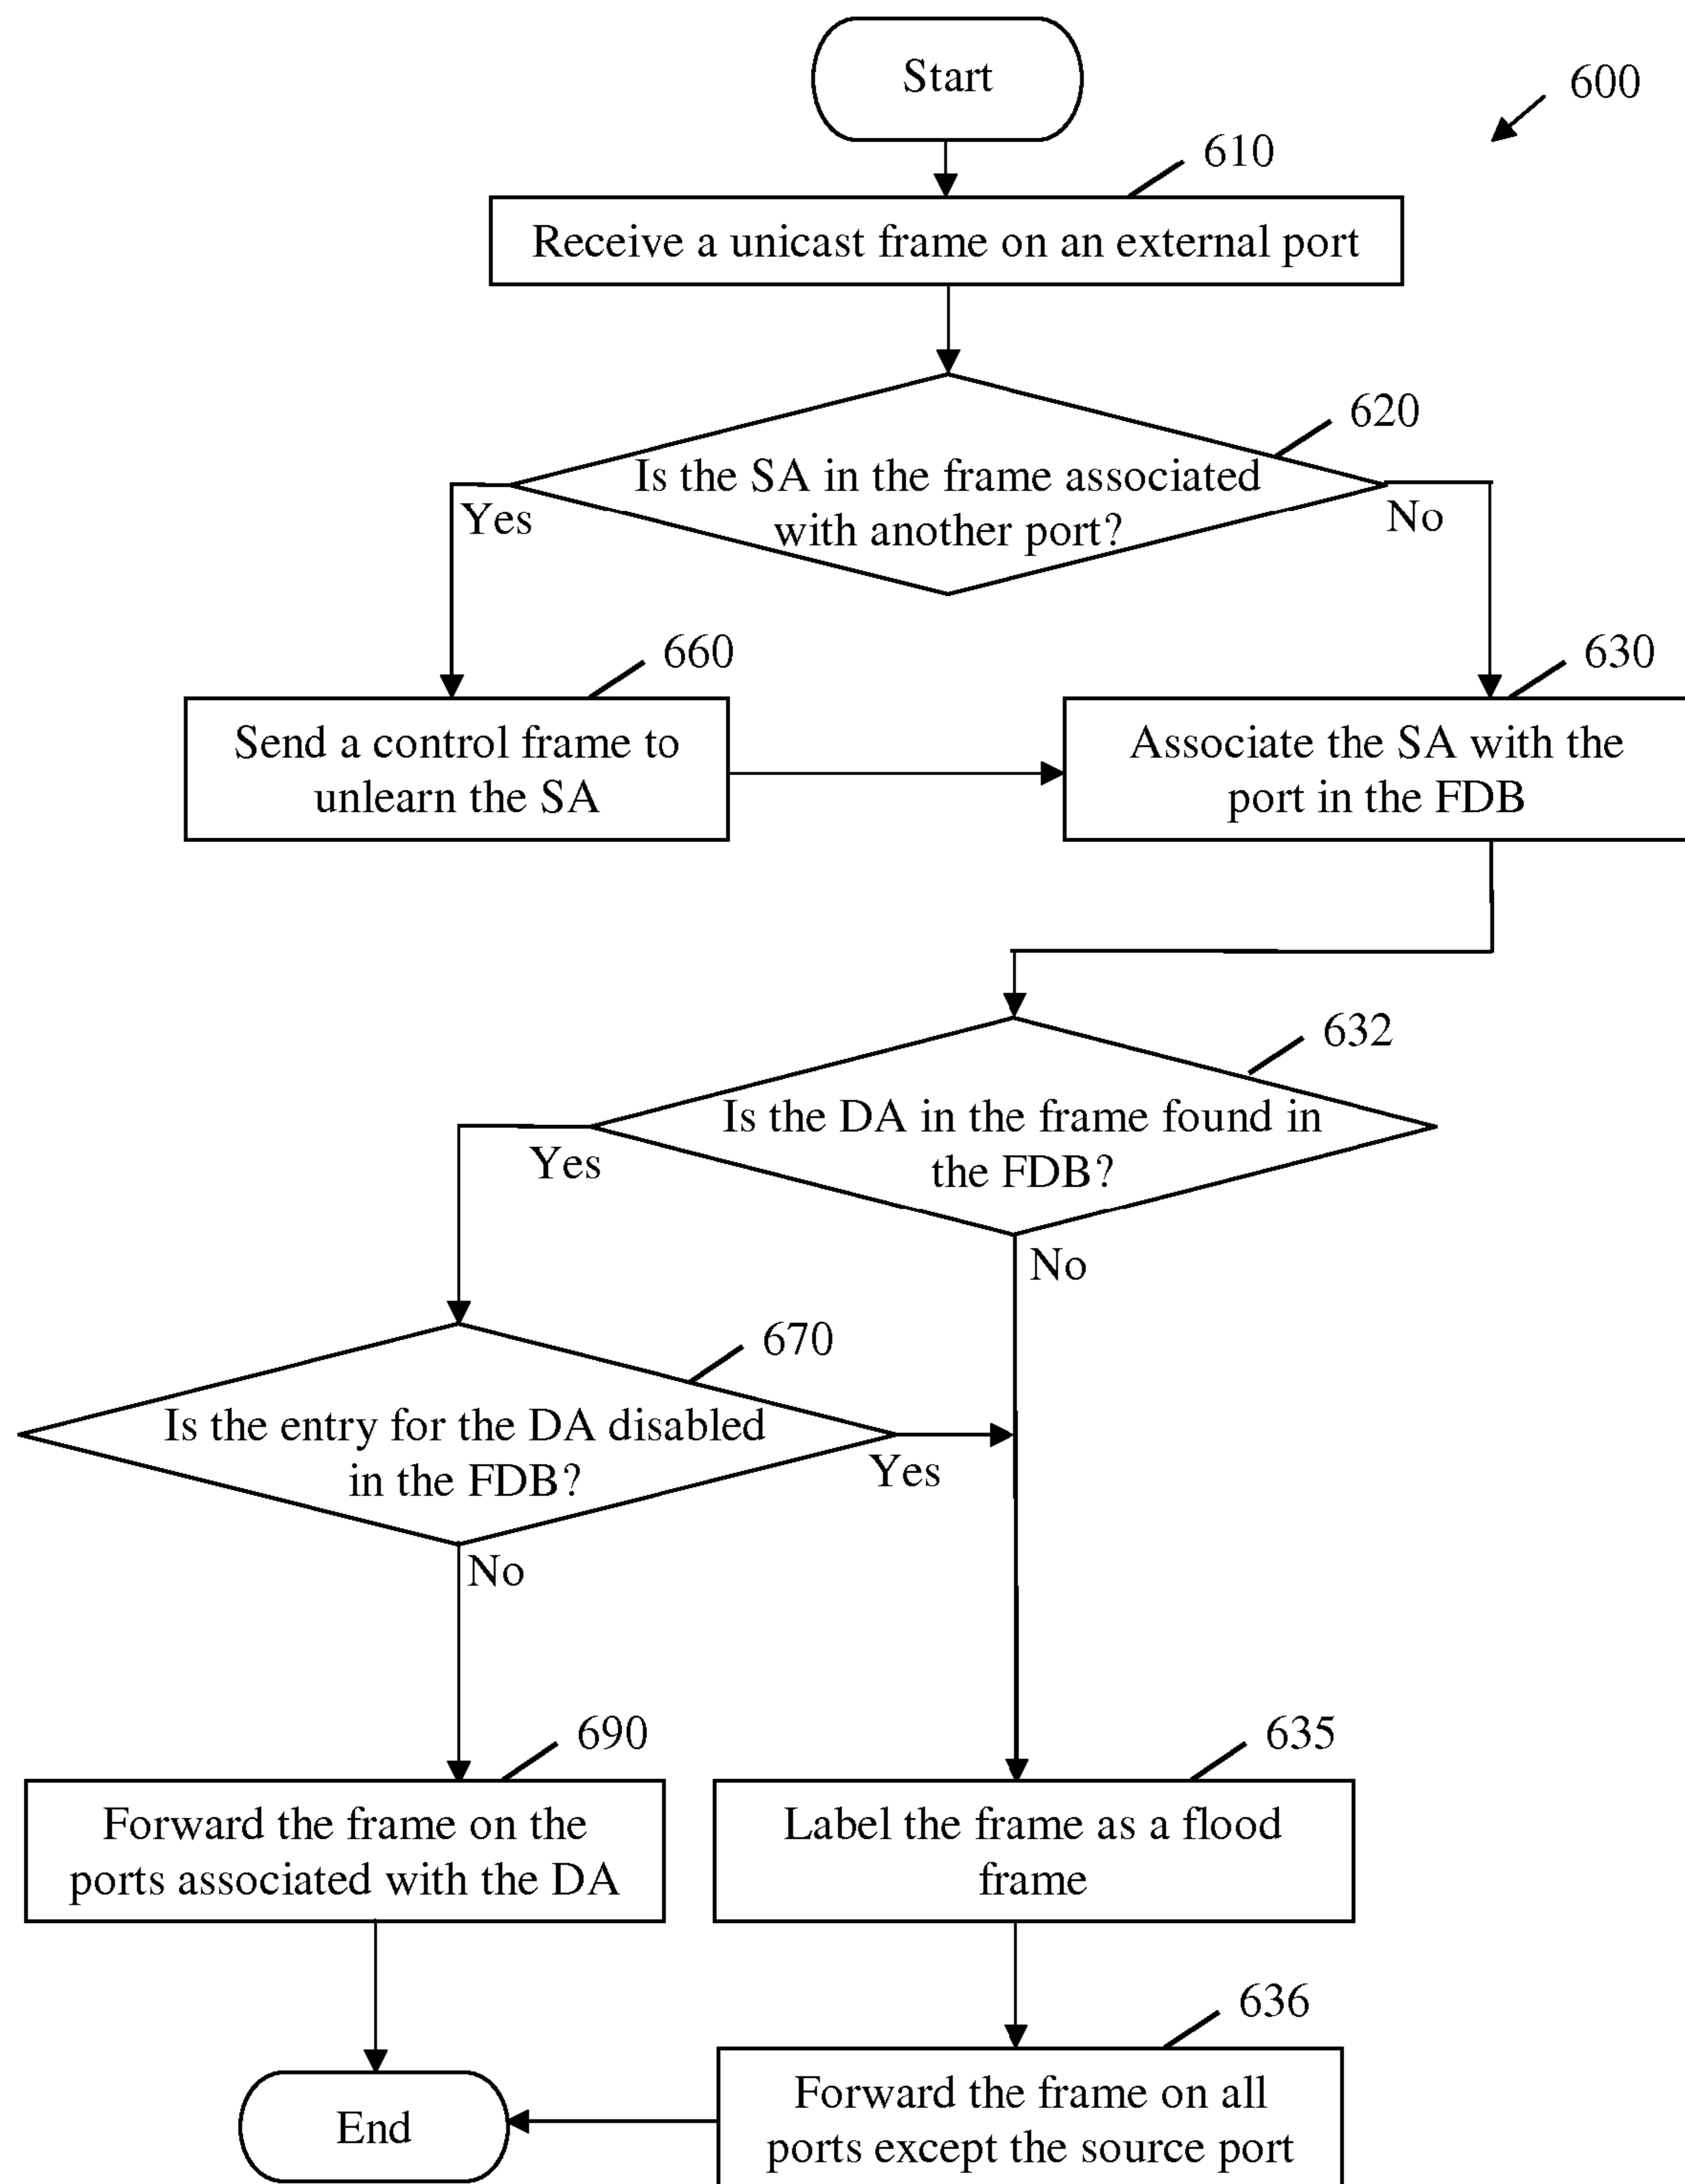 Start
600
610
Receive a unicast frame on an external port
620
Is the SA in the frame associated
with another port?
Yes
No
660
630
Send a control frame to
unlearn the SA
Associate the SA with the
port in the FDB
632
Is the DA in the frame found in
the FDB?
Yes
No
670
Is the entry for the DA disabled
in the FDB?
Yes
No
690
635
Forward the frame on the
ports associated with the DA
Label the frame as a flood
frame
636
Forward the frame on all
ports except the source port
End